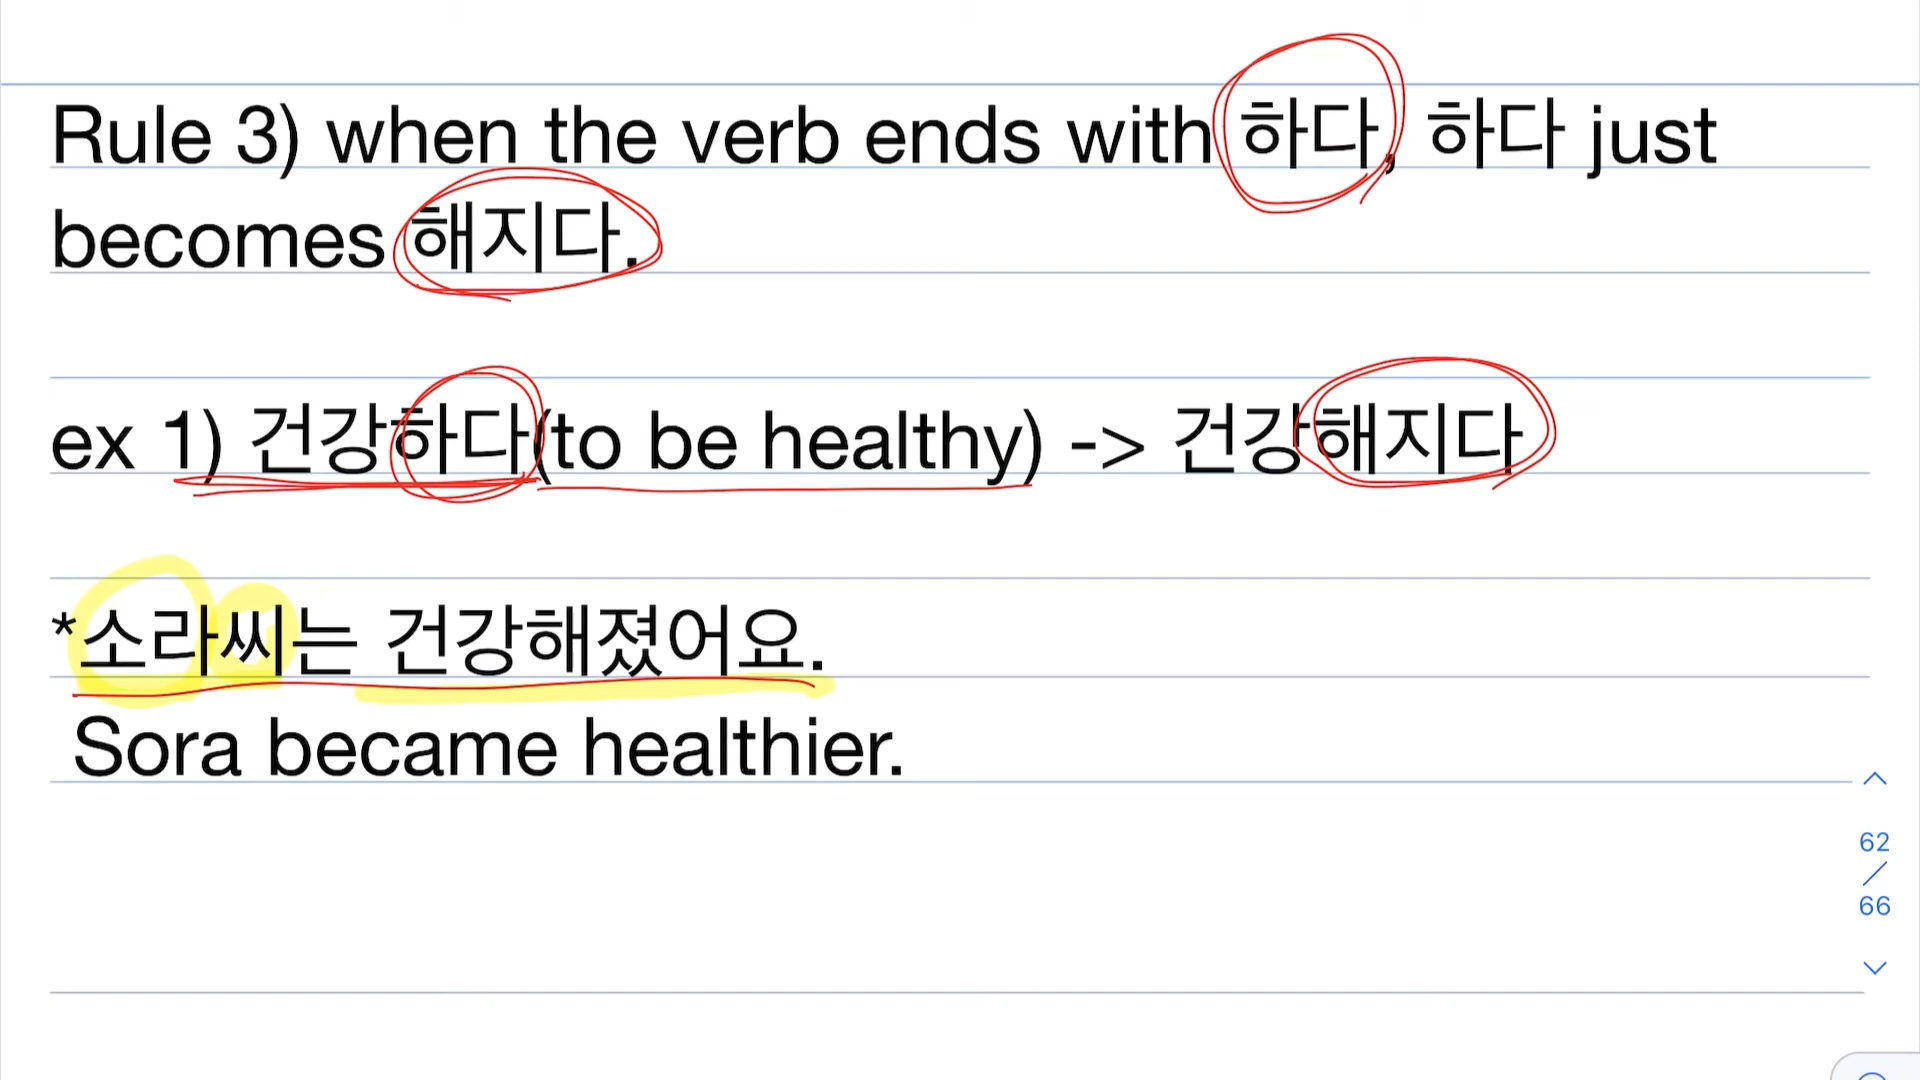 Rule 3) when the verb ends with 하다, 하다 just
becomes 해지다.
ex 1) 건강하다(to be healthy) -> 건강해지다
*소라씨는 건강해졌어요.
Sora became healthier.
62
/
66